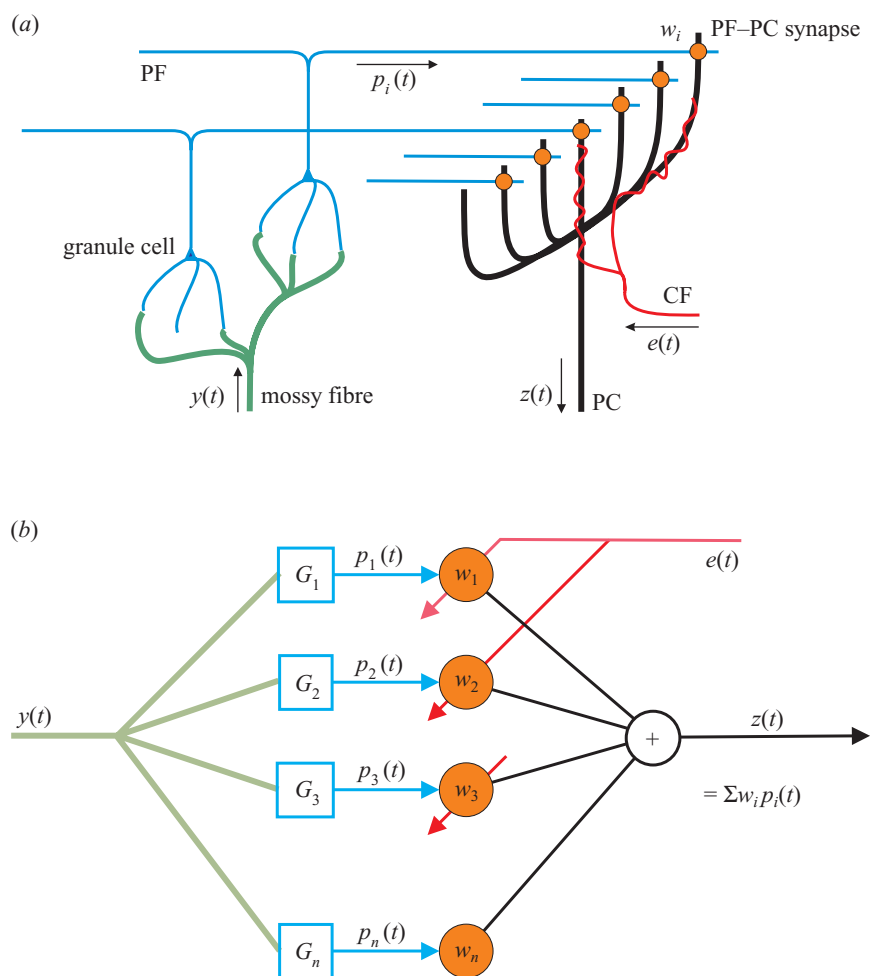 (a)
w_i PF–PC synapse
PF
p_i(t)
granule cell
CF
e(t)
y(t)
mossy fibre
z(t)
PC
(b)
G_1
p_1(t)
w_1
e(t)
G_2
p_2(t)
w_2
y(t)
+
z(t)
G_3
p_3(t)
w_3
= Σw_i p_i(t)
G_n
p_n(t)
w_n